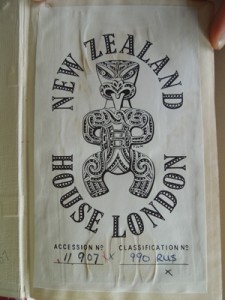 NEW ZEALAND
HOUSE LONDON
ACCESSION Nº CLASSIFICATION Nº
11907 990 RUS
x